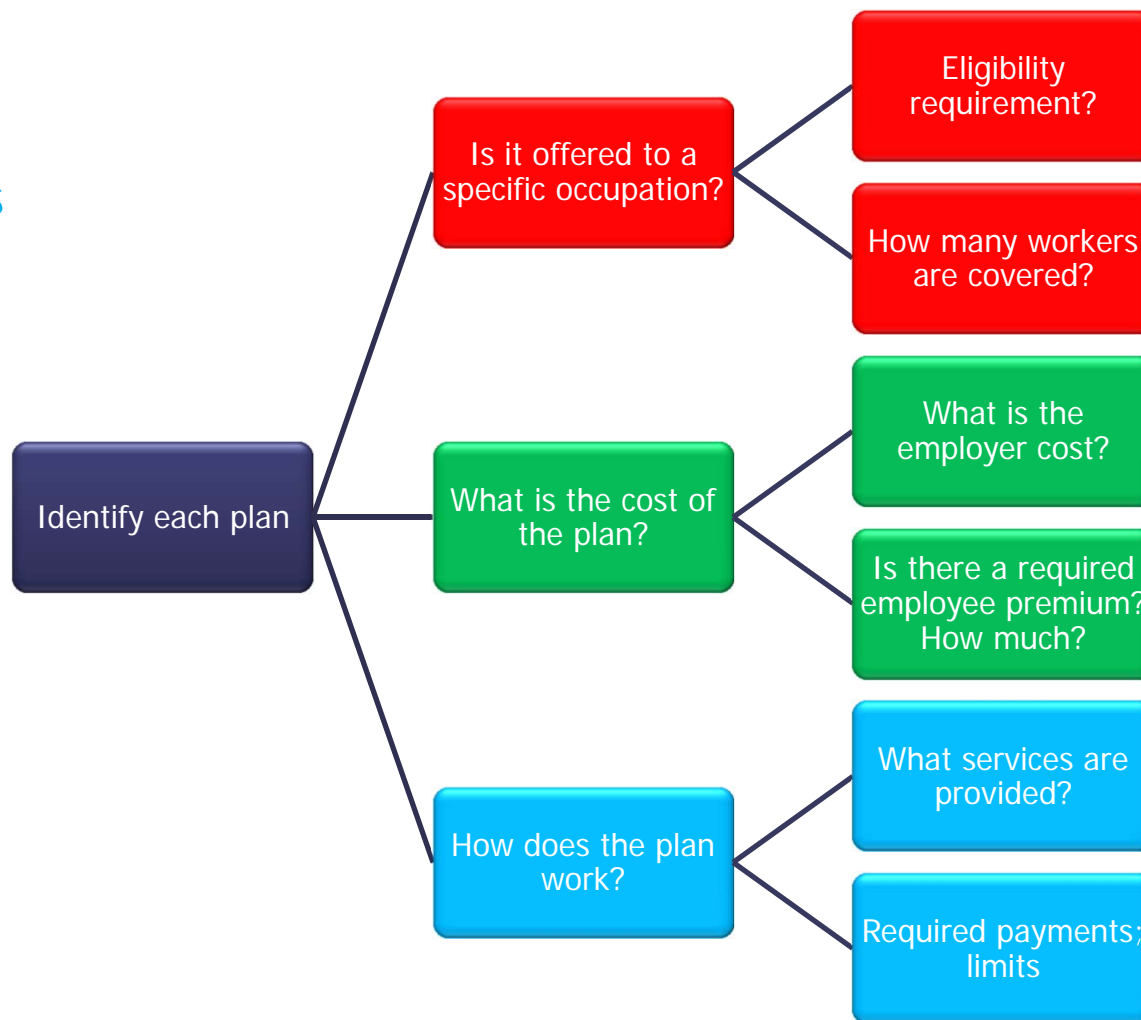 s
Eligibility
requirement?
Is it offered to a
specific occupation?
How many workers
are covered?
What is the
employer cost?
Identify each plan
What is the cost of
the plan?
Is there a required
employee premium?
How much?
What services are
provided?
How does the plan
work?
Required payments;
limits